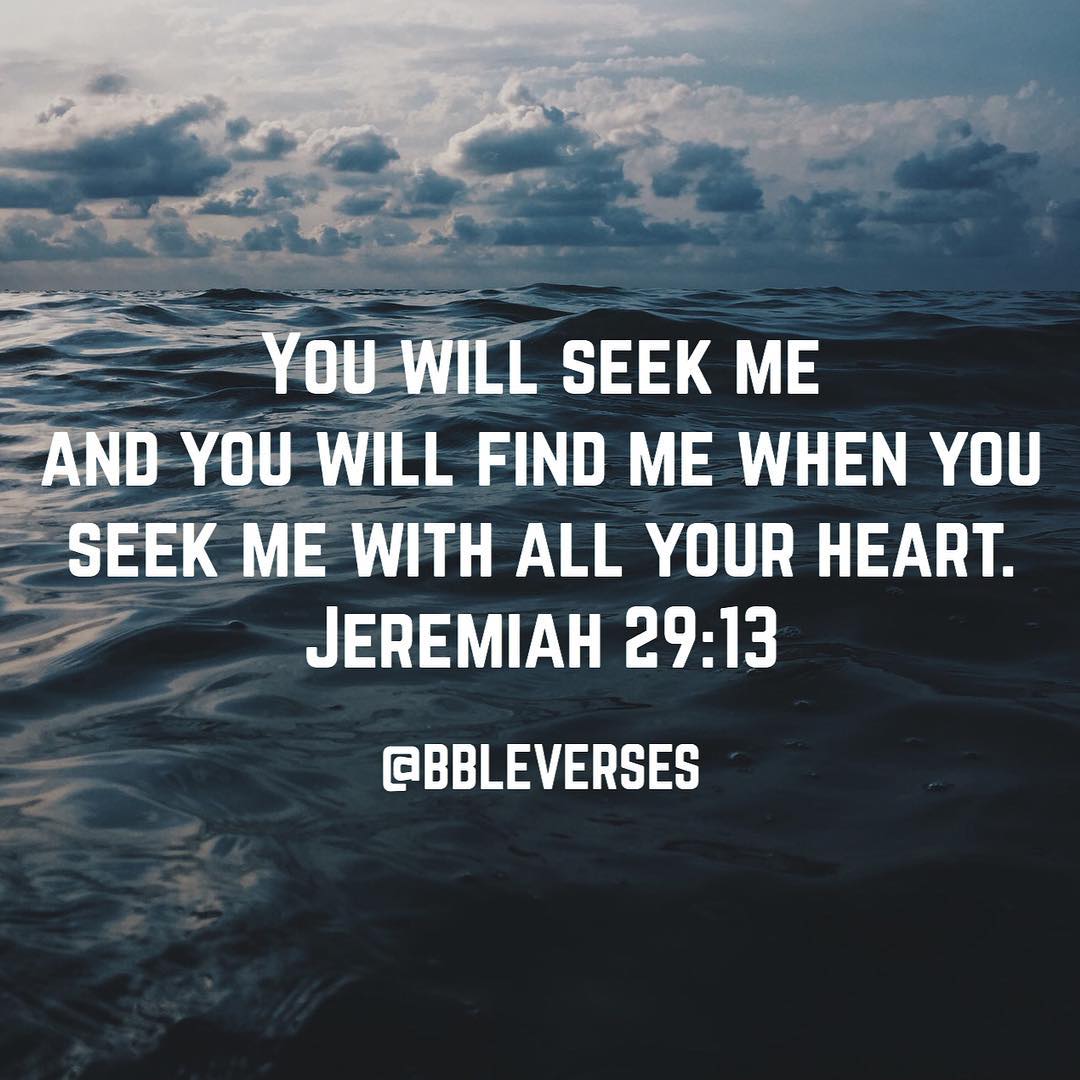 You will seek me
and you will find me when you
seek me with all your heart.
Jeremiah 29:13
@bbleverses